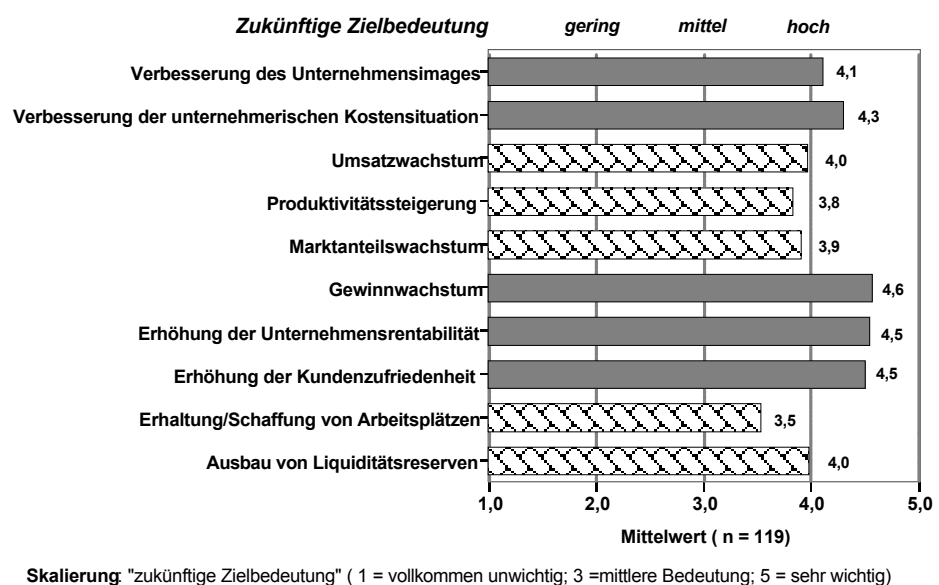 Zukünftige Zielbedeutung gering mittel hoch
Verbesserung des Unternehmensimages 4,1
Verbesserung der unternehmerischen Kostensituation 4,3
Umsatzwachstum 4,0
Produktivitätssteigerung 3,8
Marktanteilswachstum 3,9
Gewinnwachstum 4,6
Erhöhung der Unternehmensrentabilität 4,5
Erhöhung der Kundenzufriedenheit 4,5
Erhaltung/Schaffung von Arbeitsplätzen 3,5
Ausbau von Liquiditätsreserven 4,0
1,0 2,0 3,0 4,0 5,0
Mittelwert ( n = 119)
Skalierung: "zukünftige Zielbedeutung" ( 1 = vollkommen unwichtig; 3 =mittlere Bedeutung; 5 = sehr wichtig)